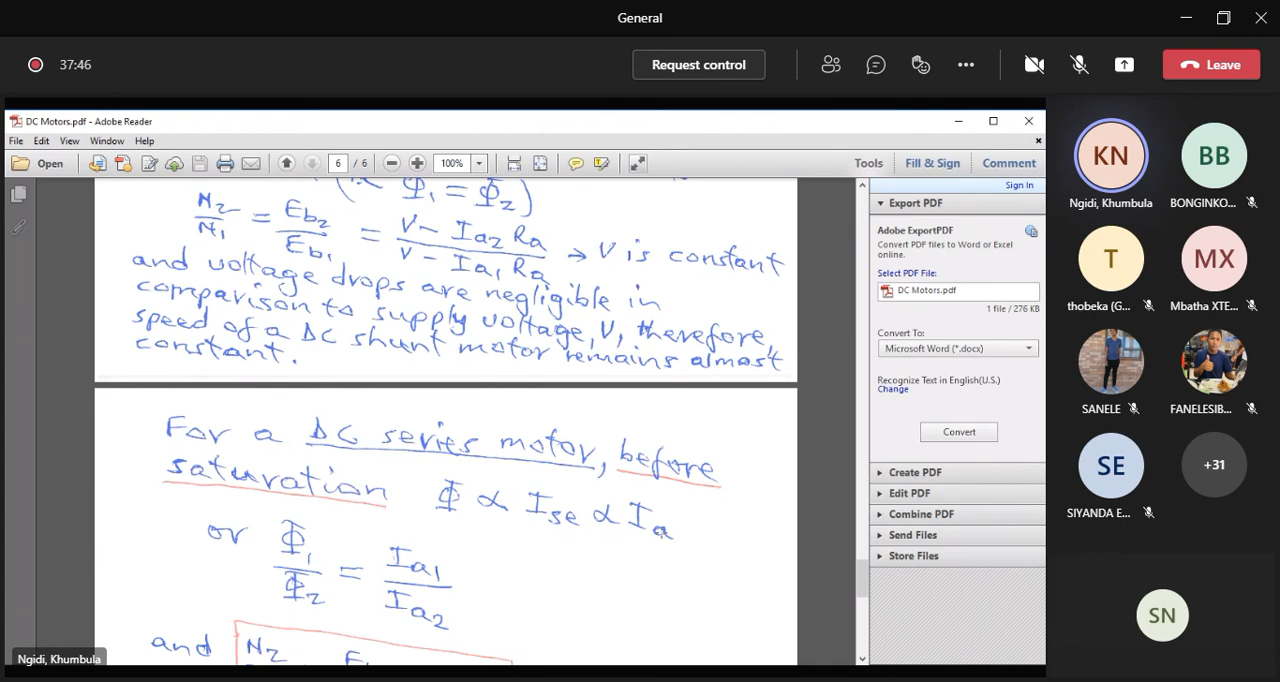 General
37:46
Request control
Leave
DC Motors.pdf - Adobe Reader
File Edit View Window Help
Open
6 / 6
100%
Tools
Fill & Sign
Comment
Φ₁ = Φ₂)
N₂/N₁ = Eb₂/Eb₁ = V - Ia₂ Ra / V - Ia₁ Ra → V is constant
and voltage drops are negligible in
comparison to supply voltage, V, therefore,
speed of a DC shunt motor remains almost
constant.
For a DC series motor, before
saturation Φ ∝ Ise ∝ Ia
or Φ₁/Φ₂ = Ia₁/Ia₂
and N₂
Sign In
Export PDF
Adobe ExportPDF
Convert PDF files to Word or Excel
online.
Select PDF File:
DC Motors.pdf
1 file / 276 KB
Convert To:
Microsoft Word (*.docx)
Recognize Text in English(U.S.)
Change
Convert
Create PDF
Edit PDF
Combine PDF
Send Files
Store Files
KN
Ngidi, Khumbula
BB
BONGINKO...
T
thobeka (G...
MX
Mbatha XTE...
SANELE
FANELESIB...
SE
SIYANDA E...
+31
SN
Ngidi, Khumbula